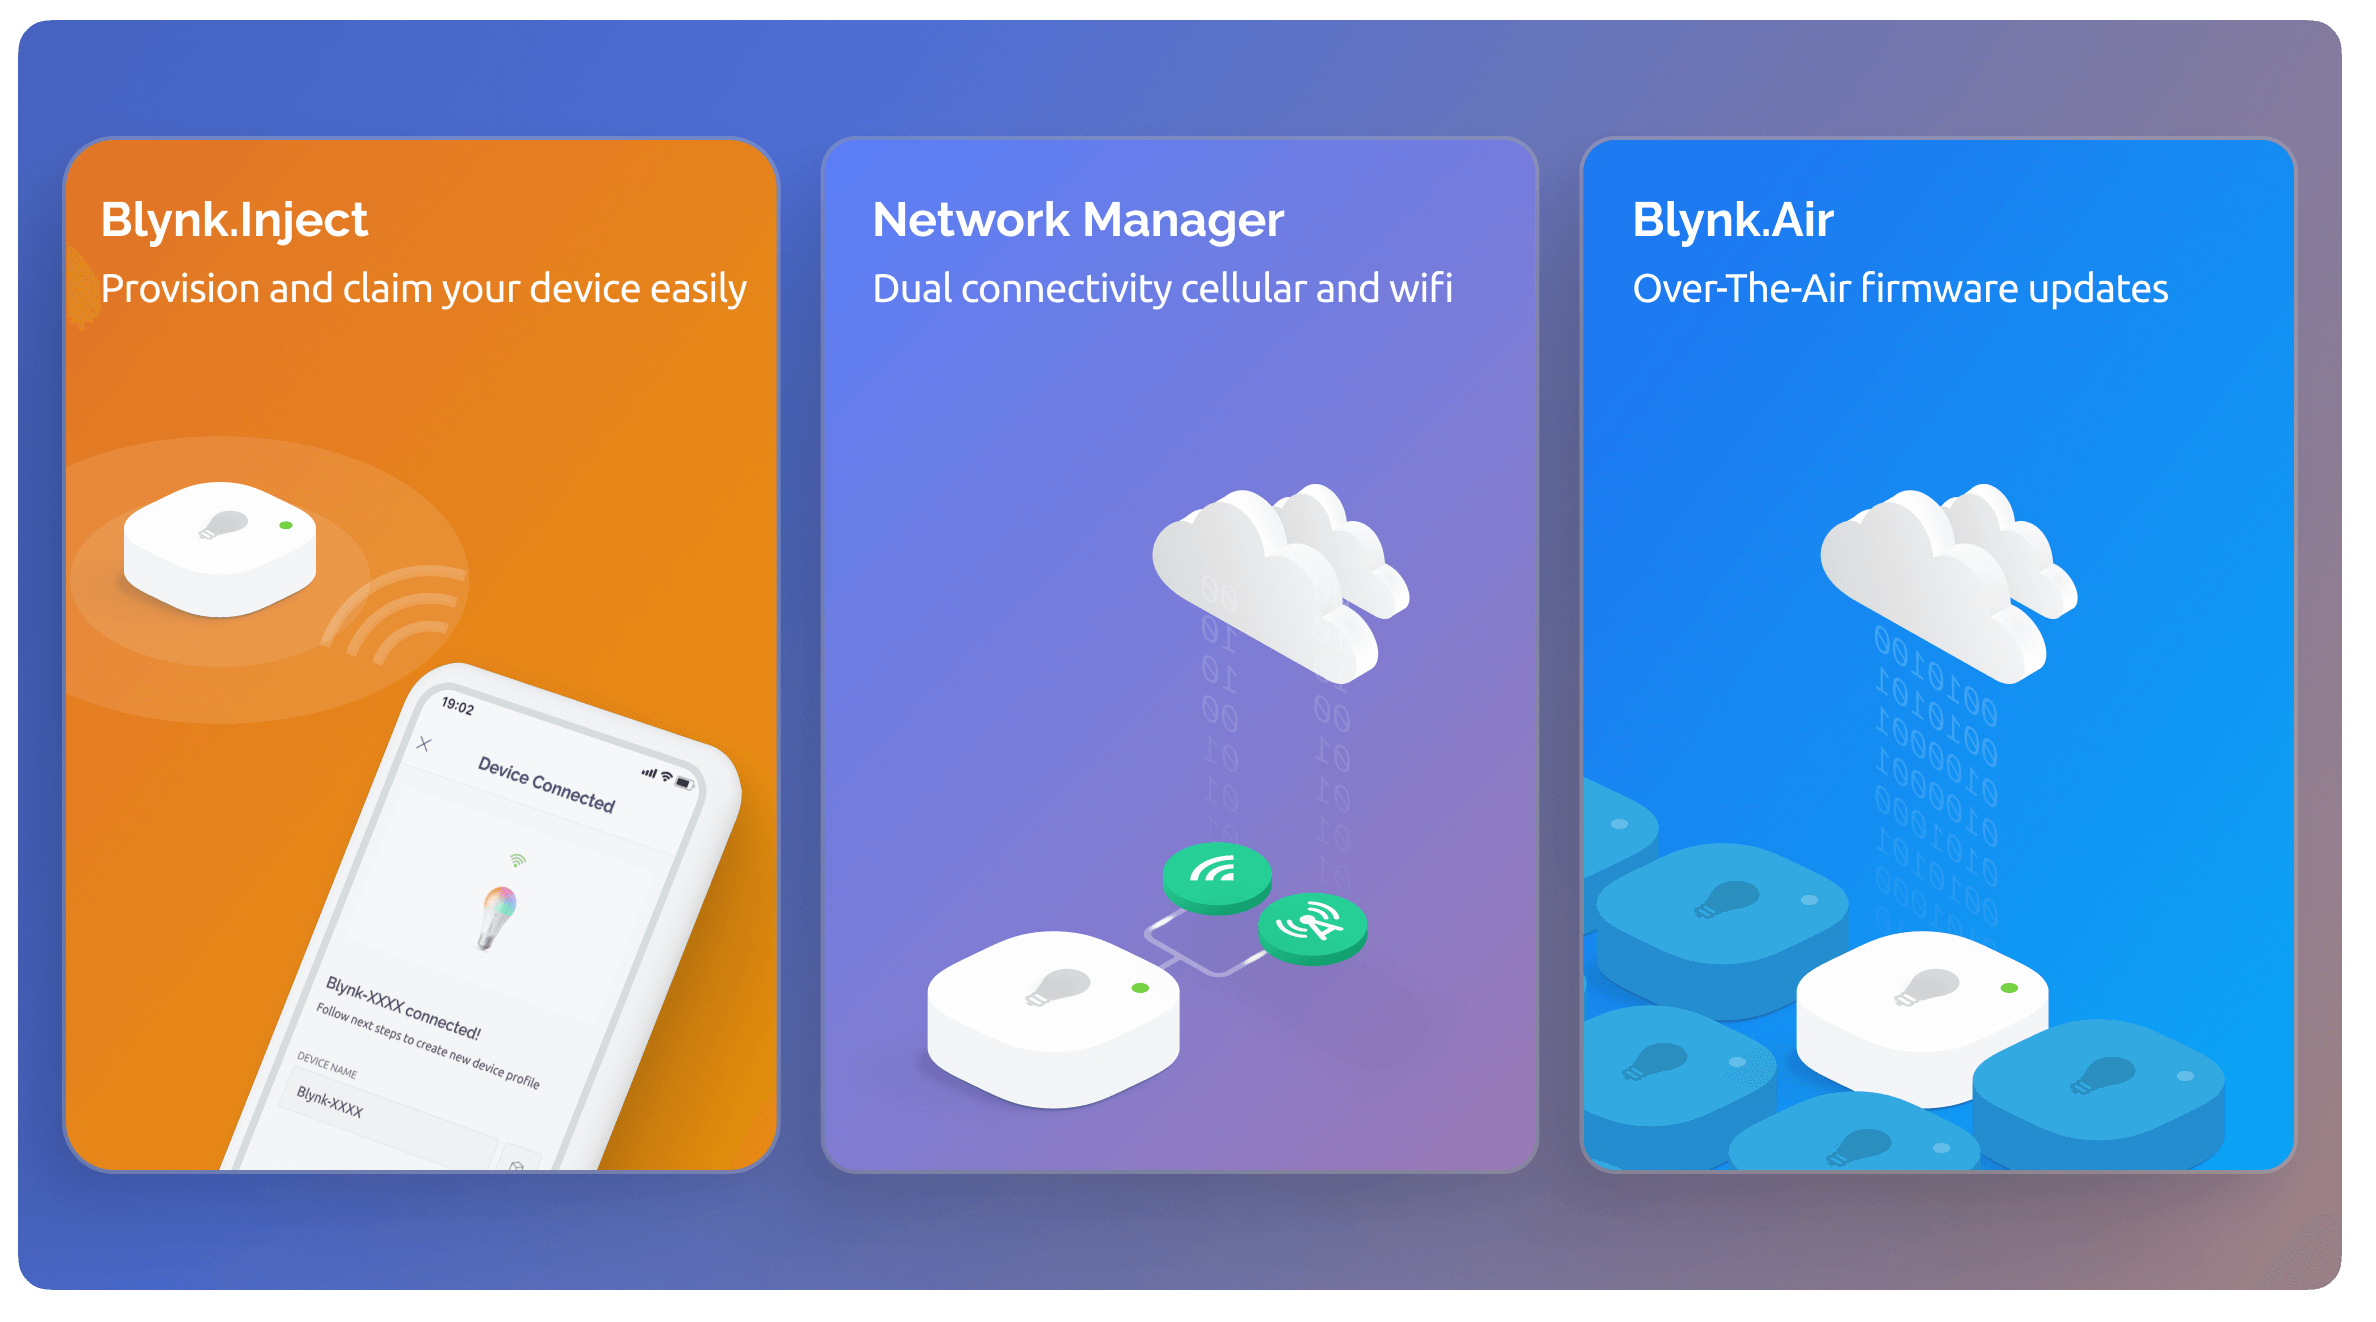 Blynk.Inject
Provision and claim your device easily
19:02
Device Connected
Blynk-XXXX connected!
Follow next steps to create new device profile
DEVICE NAME
Blynk-XXXX
Network Manager
Dual connectivity cellular and wifi
Blynk.Air
Over-The-Air firmware updates